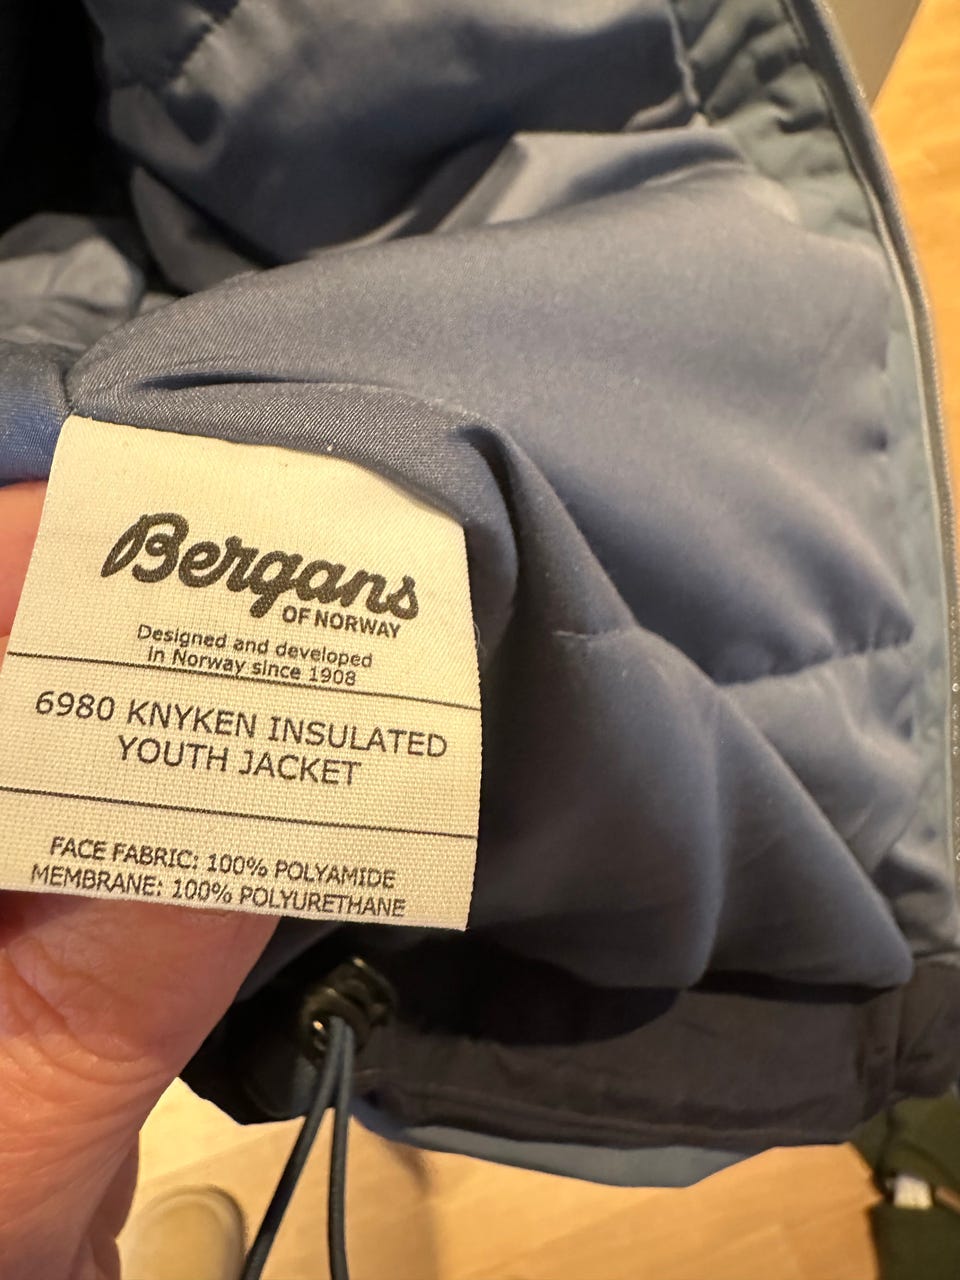 Bergans
OF NORWAY
Designed and developed
in Norway since 1908
6980 KNYKEN INSULATED
YOUTH JACKET
FACE FABRIC: 100% POLYAMIDE
MEMBRANE: 100% POLYURETHANE